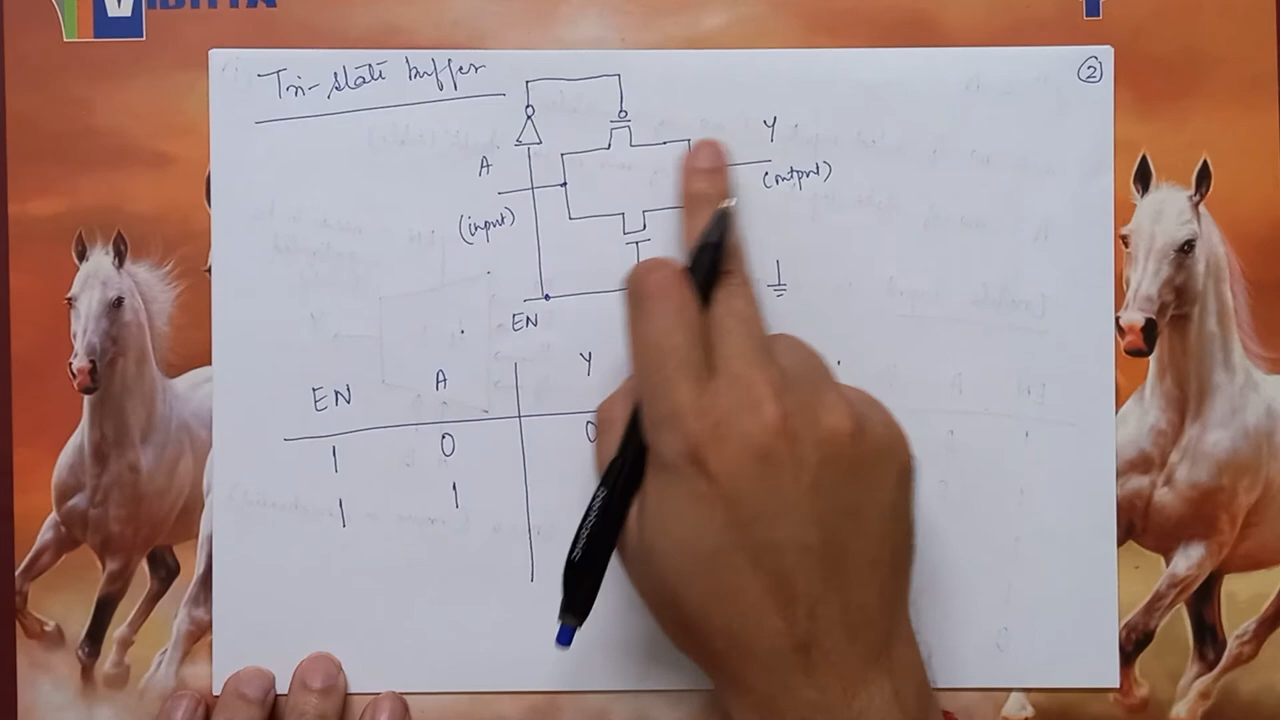 Tri-state buffer
2
Y
A
(output)
(input)
EN
EN A Y
1 0 0
1 1